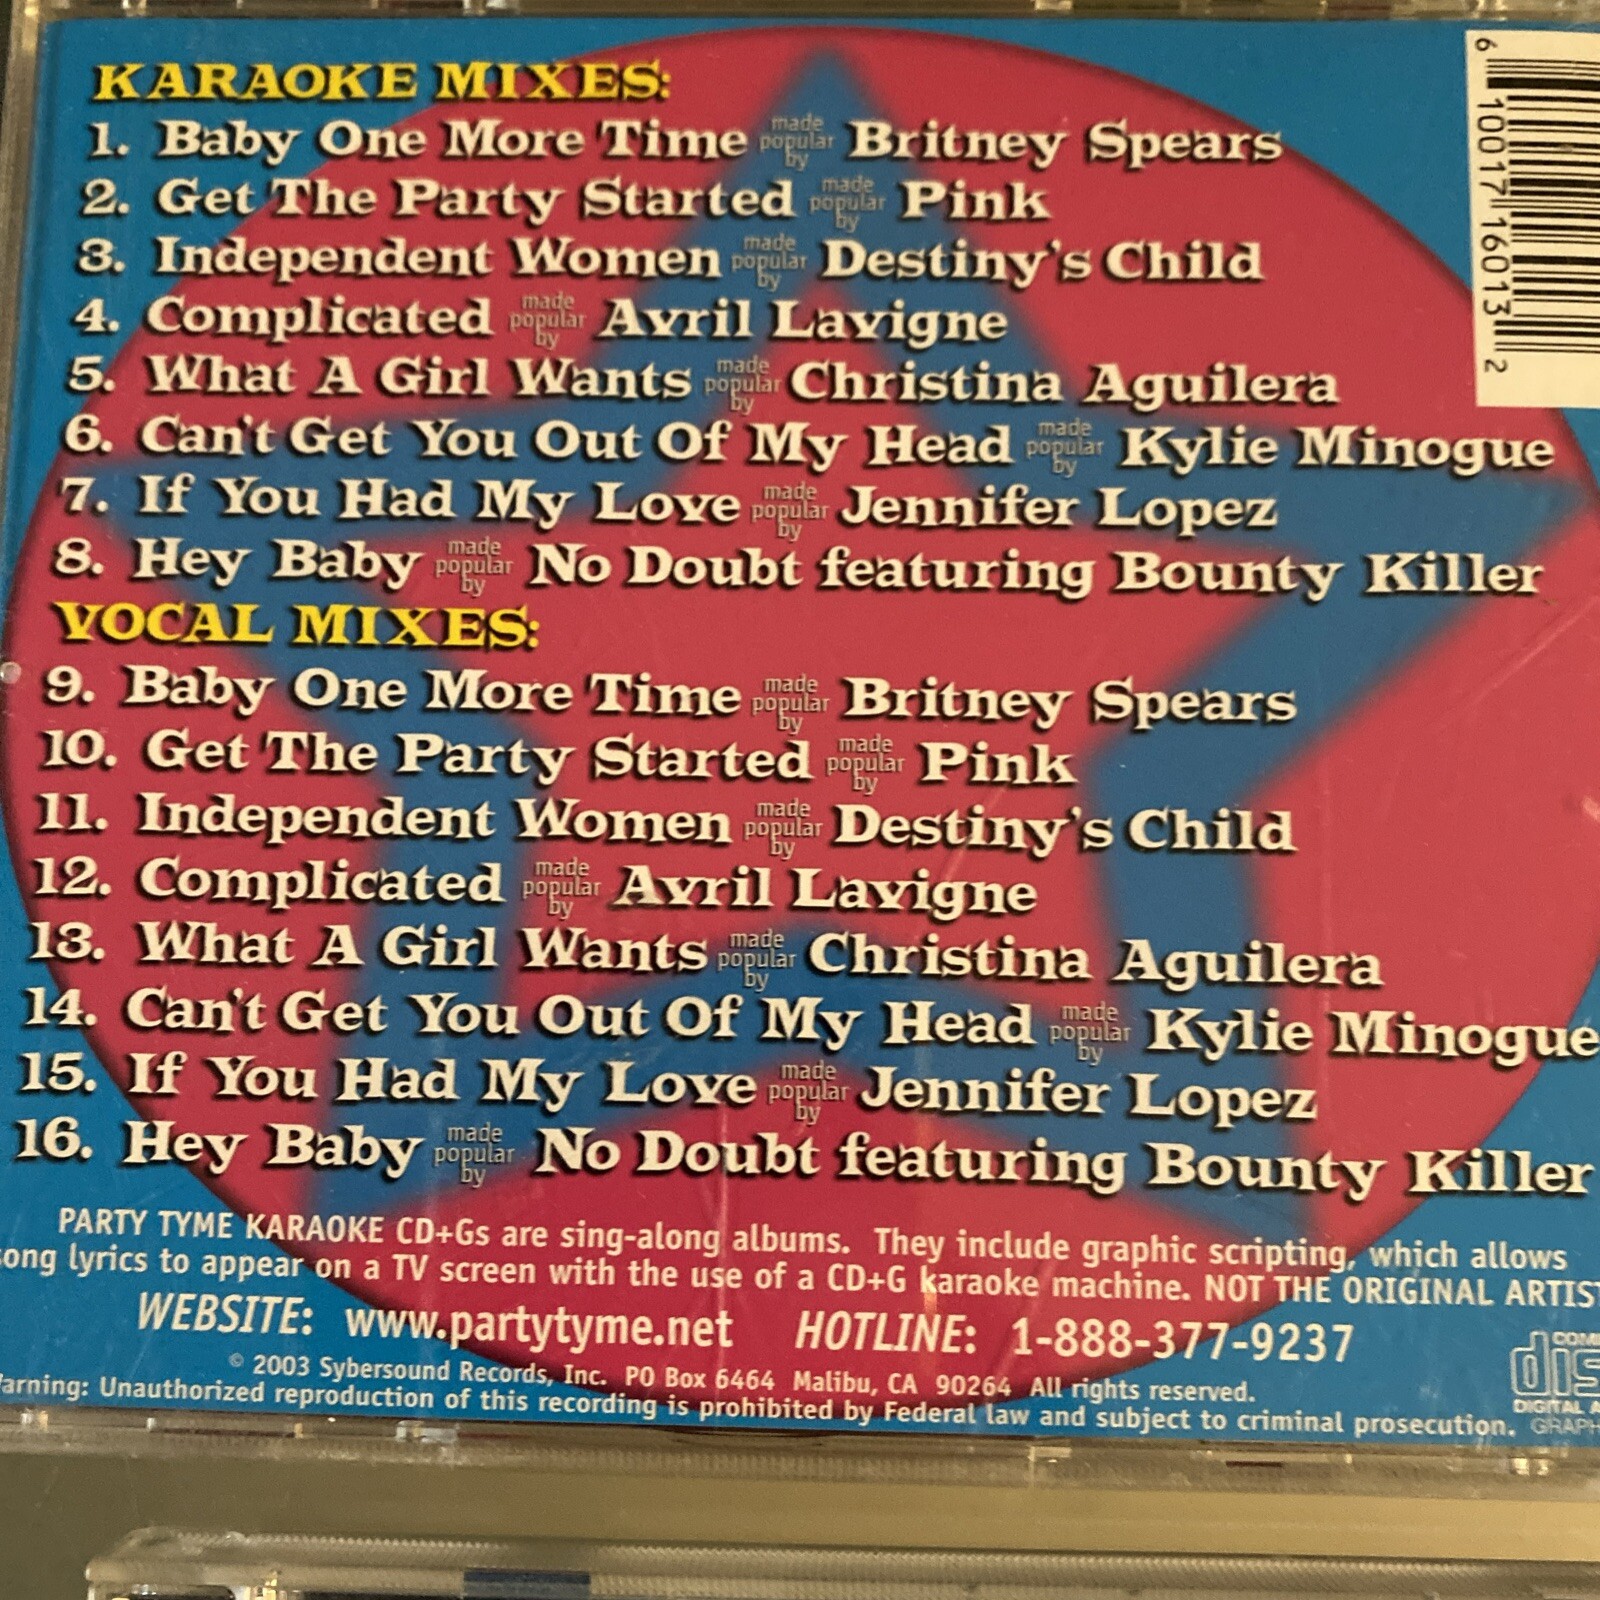 KARAOKE MIXES:
1. Baby One More Time made popular by Britney Spears
2. Get The Party Started made popular by Pink
3. Independent Women made popular by Destiny's Child
4. Complicated made popular by Avril Lavigne
5. What A Girl Wants made popular by Christina Aguilera
6. Can't Get You Out Of My Head made popular by Kylie Minogue
7. If You Had My Love made popular by Jennifer Lopez
8. Hey Baby made popular by No Doubt featuring Bounty Killer
VOCAL MIXES:
9. Baby One More Time made popular by Britney Spears
10. Get The Party Started made popular by Pink
11. Independent Women made popular by Destiny's Child
12. Complicated made popular by Avril Lavigne
13. What A Girl Wants made popular by Christina Aguilera
14. Can't Get You Out Of My Head made popular by Kylie Minogue
15. If You Had My Love made popular by Jennifer Lopez
16. Hey Baby made popular by No Doubt featuring Bounty Killer
PARTY TYME KARAOKE CD+Gs are sing-along albums. They include graphic scripting, which allows
ong lyrics to appear on a TV screen with the use of a CD+G karaoke machine. NOT THE ORIGINAL ARTIST
WEBSITE: www.partytyme.net HOTLINE: 1-888-377-9237
© 2003 Sybersound Records, Inc. PO Box 6464 Malibu, CA 90264 All rights reserved.
arning: Unauthorized reproduction of this recording is prohibited by Federal law and subject to criminal prosecution.
6 10017 16013 2
COM
dis
DIGITAL A
GRAPH